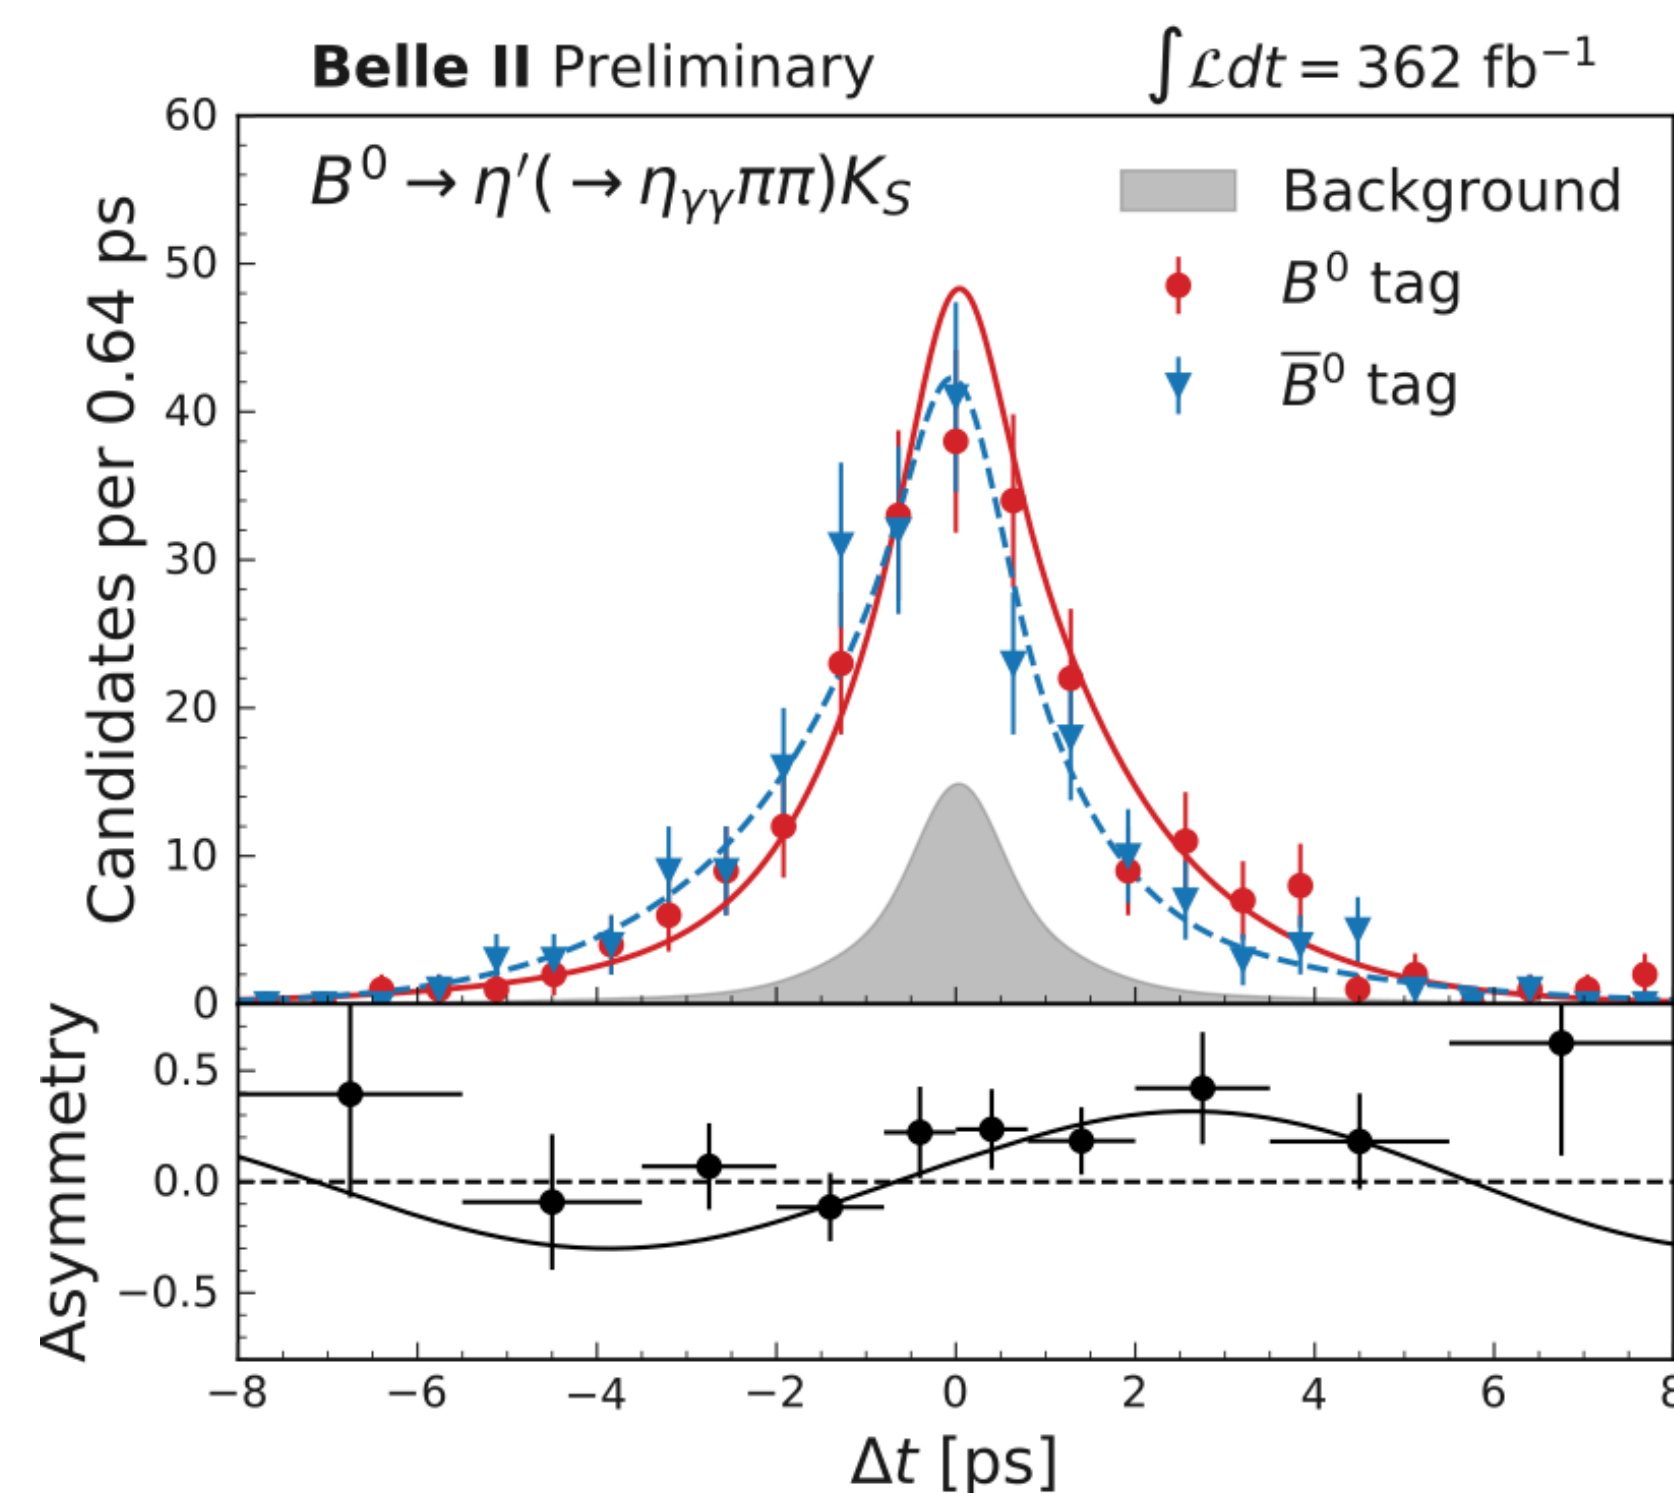 Belle II Preliminary ∫ℒdt = 362 fb⁻¹
B⁰ → η′( → ηγγππ)K_S
Background
B⁰ tag
B̅⁰ tag
Candidates per 0.64 ps
60
50
40
30
20
10
0
Asymmetry
0.5
0.0
−0.5
−8 −6 −4 −2 0 2 4 6 8
Δt [ps]